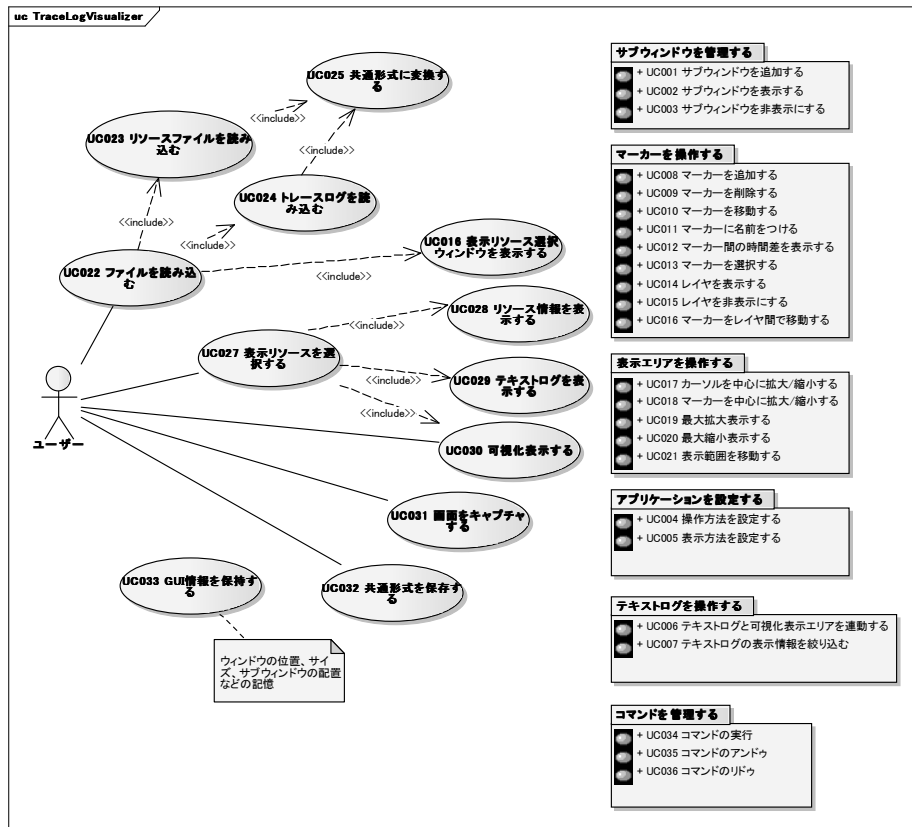 uc TraceLogVisualizer
UC025 共通形式に変換す
る
<<include>>
UC023 リソースファイルを読み
込む
<<include>>
UC024 トレースログを読
み込む
<<include>>
<<include>>
UC022 ファイルを読み込
む
UC016 表示リソース選択
ウィンドウを表示する
<<include>>
UC028 リソース情報を表
示する
<<include>>
UC027 表示リソースを選
択する
<<include>>
UC029 テキストログを表
示する
<<include>>
UC030 可視化表示する
ユーザー
UC031 画面をキャプチャ
する
UC033 GUI情報を保持す
る
UC032 共通形式を保存す
る
ウィンドウの位置、サイ
ズ、サブウィンドウの配置
などの記憶
サブウィンドウを管理する
+ UC001 サブウィンドウを追加する
+ UC002 サブウィンドウを表示する
+ UC003 サブウィンドウを非表示にする
マーカーを操作する
+ UC008 マーカーを追加する
+ UC009 マーカーを削除する
+ UC010 マーカーを移動する
+ UC011 マーカーに名前をつける
+ UC012 マーカー間の時間差を表示する
+ UC013 マーカーを選択する
+ UC014 レイヤを表示する
+ UC015 レイヤを非表示にする
+ UC016 マーカーをレイヤ間で移動する
表示エリアを操作する
+ UC017 カーソルを中心に拡大/縮小する
+ UC018 マーカーを中心に拡大/縮小する
+ UC019 最大拡大表示する
+ UC020 最大縮小表示する
+ UC021 表示範囲を移動する
アプリケーションを設定する
+ UC004 操作方法を設定する
+ UC005 表示方法を設定する
テキストログを操作する
+ UC006 テキストログと可視化表示エリアを連動する
+ UC007 テキストログの表示情報を絞り込む
コマンドを管理する
+ UC034 コマンドの実行
+ UC035 コマンドのアンドゥ
+ UC036 コマンドのリドゥ